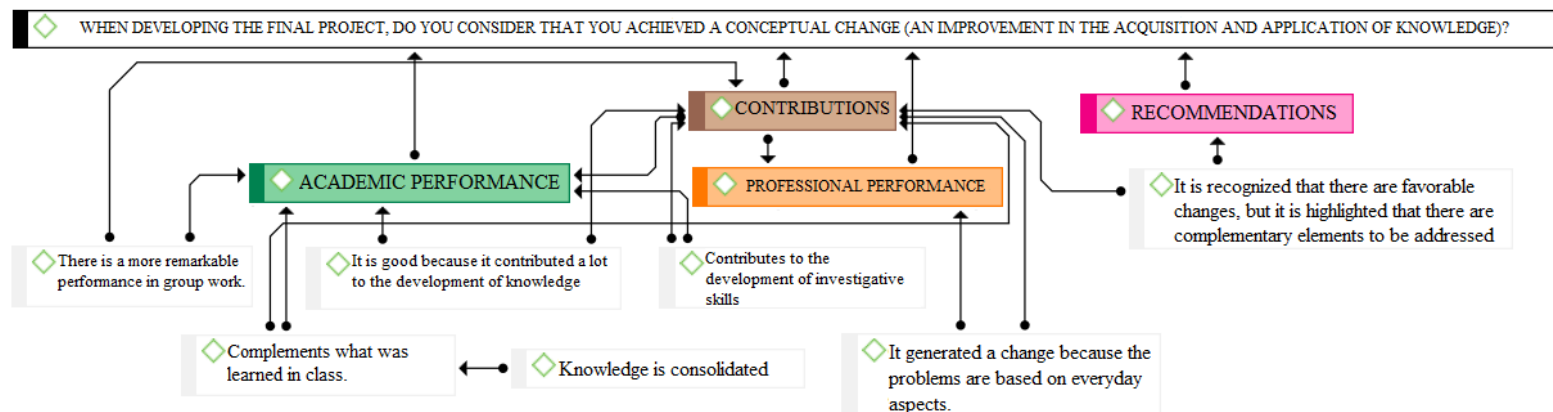 WHEN DEVELOPING THE FINAL PROJECT, DO YOU CONSIDER THAT YOU ACHIEVED A CONCEPTUAL CHANGE (AN IMPROVEMENT IN THE ACQUISITION AND APPLICATION OF KNOWLEDGE)?
CONTRIBUTIONS
RECOMMENDATIONS
ACADEMIC PERFORMANCE
PROFESSIONAL PERFORMANCE
It is recognized that there are favorable
changes, but it is highlighted that there are
complementary elements to be addressed
There is a more remarkable
performance in group work.
It is good because it contributed a lot
to the development of knowledge
Contributes to the
development of investigative
skills
Complements what was
learned in class.
Knowledge is consolidated
It generated a change because the
problems are based on everyday
aspects.